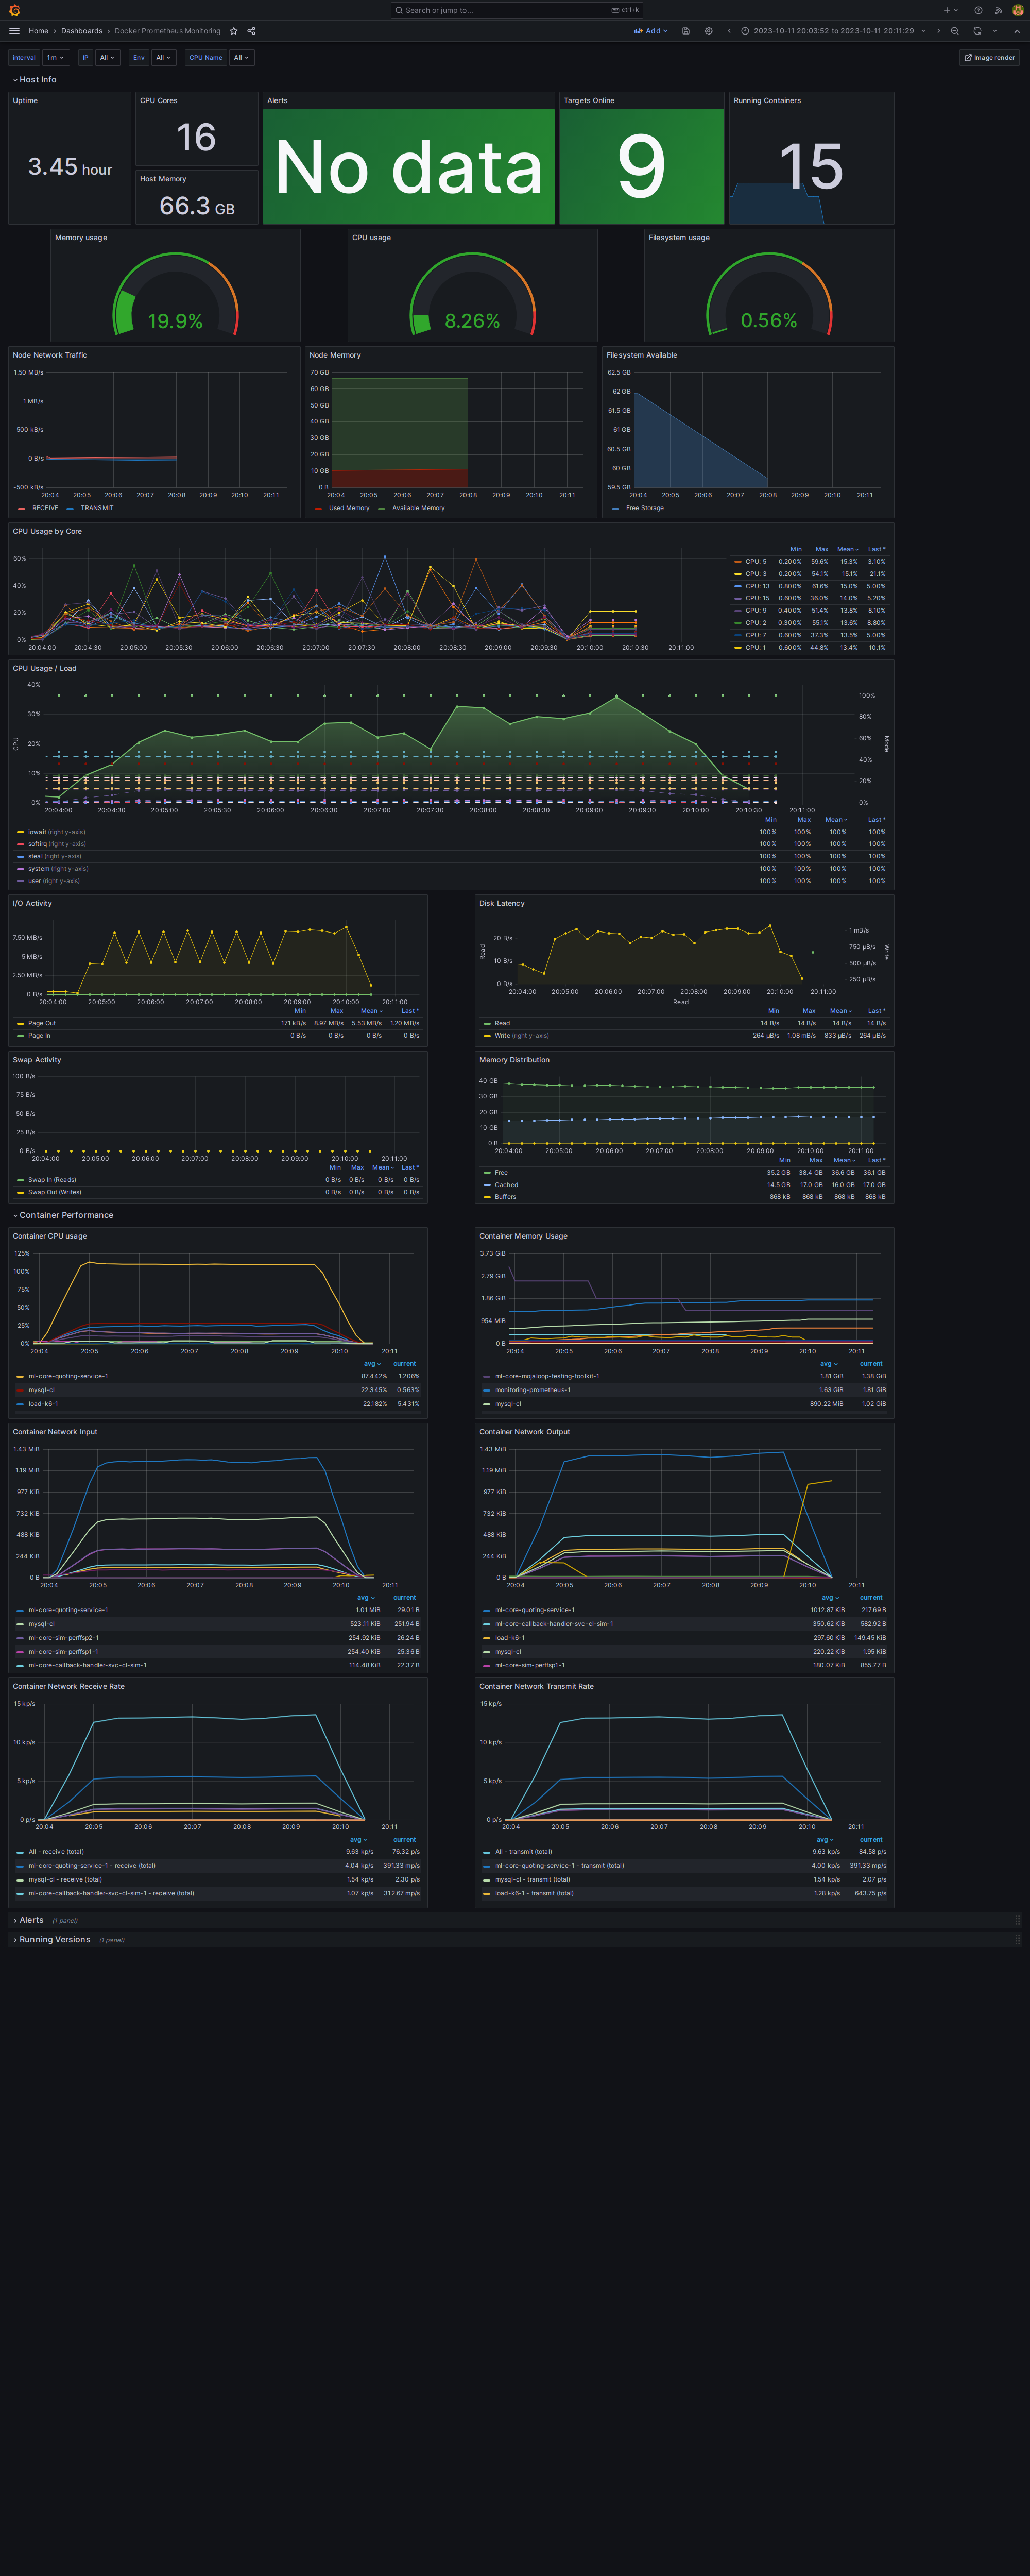 Search or jump to... ctrl+k
Home › Dashboards › Docker Prometheus Monitoring
Add
2023-10-11 20:03:52 to 2023-10-11 20:11:29
Interval 1m IP All Env All CPU Name All
Image render
Host Info
Uptime
3.45 hour
CPU Cores
16
Host Memory
66.3 GB
Alerts
No data
Targets Online
9
Running Containers
15
Memory usage
19.9%
CPU usage
8.26%
Filesystem usage
0.56%
Node Network Traffic
1.50 MB/s
1 MB/s
500 kB/s
0 B/s
-500 kB/s
20:04 20:05 20:06 20:07 20:08 20:09 20:10 20:11
RECEIVE TRANSMIT
Node Mermory
70 GB
60 GB
50 GB
40 GB
30 GB
20 GB
10 GB
0 B
20:04 20:05 20:06 20:07 20:08 20:09 20:10 20:11
Used Memory Available Memory
Filesystem Available
62.5 GB
62 GB
61.5 GB
61 GB
60.5 GB
60 GB
59.5 GB
20:04 20:05 20:06 20:07 20:08 20:09 20:10 20:11
Free Storage
CPU Usage by Core
60%
40%
20%
0%
20:04:00 20:04:30 20:05:00 20:05:30 20:06:00 20:06:30 20:07:00 20:07:30 20:08:00 20:08:30 20:09:00 20:09:30 20:10:00 20:10:30 20:11:00
Min Max Mean Last *
CPU: 5 0.200% 59.6% 15.3% 3.10%
CPU: 3 0.200% 54.1% 15.1% 21.1%
CPU: 13 0.800% 61.6% 15.0% 5.20%
CPU: 15 0.600% 36.0% 14.0% 5.20%
CPU: 9 0.400% 51.4% 13.8% 8.10%
CPU: 2 0.300% 55.1% 13.6% 8.80%
CPU: 7 0.600% 37.3% 13.5% 5.00%
CPU: 1 0.600% 44.8% 13.4% 10.1%
CPU Usage / Load
40%
30%
20%
10%
0%
CPU
100%
80%
60%
40%
20%
0%
Mode
20:04:00 20:04:30 20:05:00 20:05:30 20:06:00 20:06:30 20:07:00 20:07:30 20:08:00 20:08:30 20:09:00 20:09:30 20:10:00 20:10:30 20:11:00
Min Max Mean Last *
iowait (right y-axis) 100% 100% 100% 100%
softirq (right y-axis) 100% 100% 100% 100%
steal (right y-axis) 100% 100% 100% 100%
system (right y-axis) 100% 100% 100% 100%
user (right y-axis) 100% 100% 100% 100%
I/O Activity
7.50 MB/s
5 MB/s
2.50 MB/s
0 B/s
20:04:00 20:05:00 20:06:00 20:07:00 20:08:00 20:09:00 20:10:00 20:11:00
Min Max Mean Last *
Page Out 171 kB/s 8.97 MB/s 5.53 MB/s 1.20 MB/s
Page In 0 B/s 0 B/s 0 B/s 0 B/s
Disk Latency
20 B/s
10 B/s
0 B/s
Read
1 mB/s
750 µB/s
500 µB/s
250 µB/s
Write
20:04:00 20:05:00 20:06:00 20:07:00 20:08:00 20:09:00 20:10:00 20:11:00
Read
Min Max Mean Last *
Read 14 B/s 14 B/s 14 B/s 14 B/s
Write (right y-axis) 264 µB/s 1.08 mB/s 833 µB/s 264 µB/s
Swap Activity
100 B/s
75 B/s
50 B/s
25 B/s
0 B/s
20:04:00 20:05:00 20:06:00 20:07:00 20:08:00 20:09:00 20:10:00 20:11:00
Min Max Mean Last *
Swap In (Reads) 0 B/s 0 B/s 0 B/s 0 B/s
Swap Out (Writes) 0 B/s 0 B/s 0 B/s 0 B/s
Memory Distribution
40 GB
30 GB
20 GB
10 GB
0 B
20:04:00 20:05:00 20:06:00 20:07:00 20:08:00 20:09:00 20:10:00 20:11:00
Min Max Mean Last *
Free 35.2 GB 38.4 GB 36.6 GB 36.1 GB
Cached 14.5 GB 17.0 GB 16.0 GB 17.0 GB
Buffers 868 kB 868 kB 868 kB 868 kB
Container Performance
Container CPU usage
125%
100%
75%
50%
25%
0%
20:04 20:05 20:06 20:07 20:08 20:09 20:10 20:11
avg current
ml-core-quoting-service-1 87.442% 1.206%
mysql-cl 22.345% 0.563%
load-k6-1 22.182% 5.431%
Container Memory Usage
3.73 GiB
2.79 GiB
1.86 GiB
954 MiB
0 B
20:04 20:05 20:06 20:07 20:08 20:09 20:10 20:11
avg current
ml-core-mojaloop-testing-toolkit-1 1.81 GiB 1.38 GiB
monitoring-prometheus-1 1.63 GiB 1.81 GiB
mysql-cl 890.22 MiB 1.02 GiB
Container Network Input
1.43 MiB
1.19 MiB
977 KiB
732 KiB
488 KiB
244 KiB
0 B
20:04 20:05 20:06 20:07 20:08 20:09 20:10 20:11
avg current
ml-core-quoting-service-1 1.01 MiB 29.01 B
mysql-cl 523.11 KiB 251.94 B
ml-core-sim-perffsp2-1 254.92 KiB 26.24 B
ml-core-sim-perffsp1-1 254.40 KiB 25.36 B
ml-core-callback-handler-svc-cl-sim-1 114.48 KiB 22.37 B
Container Network Output
1.43 MiB
1.19 MiB
977 KiB
732 KiB
488 KiB
244 KiB
0 B
20:04 20:05 20:06 20:07 20:08 20:09 20:10 20:11
avg current
ml-core-quoting-service-1 1012.87 KiB 217.69 B
ml-core-callback-handler-svc-cl-sim-1 350.62 KiB 582.92 B
load-k6-1 297.60 KiB 149.45 KiB
mysql-cl 220.22 KiB 1.95 KiB
ml-core-sim-perffsp1-1 180.07 KiB 855.77 B
Container Network Receive Rate
15 kp/s
10 kp/s
5 kp/s
0 p/s
20:04 20:05 20:06 20:07 20:08 20:09 20:10 20:11
avg current
All - receive (total) 9.63 kp/s 76.32 p/s
ml-core-quoting-service-1 - receive (total) 4.04 kp/s 391.33 mp/s
mysql-cl - receive (total) 1.54 kp/s 2.30 p/s
ml-core-callback-handler-svc-cl-sim-1 - receive (total) 1.07 kp/s 312.67 mp/s
Container Network Transmit Rate
15 kp/s
10 kp/s
5 kp/s
0 p/s
20:04 20:05 20:06 20:07 20:08 20:09 20:10 20:11
avg current
All - transmit (total) 9.63 kp/s 84.58 p/s
ml-core-quoting-service-1 - transmit (total) 4.00 kp/s 391.33 mp/s
mysql-cl - transmit (total) 1.54 kp/s 2.07 p/s
load-k6-1 - transmit (total) 1.28 kp/s 643.75 p/s
Alerts (1 panel)
Running Versions (1 panel)